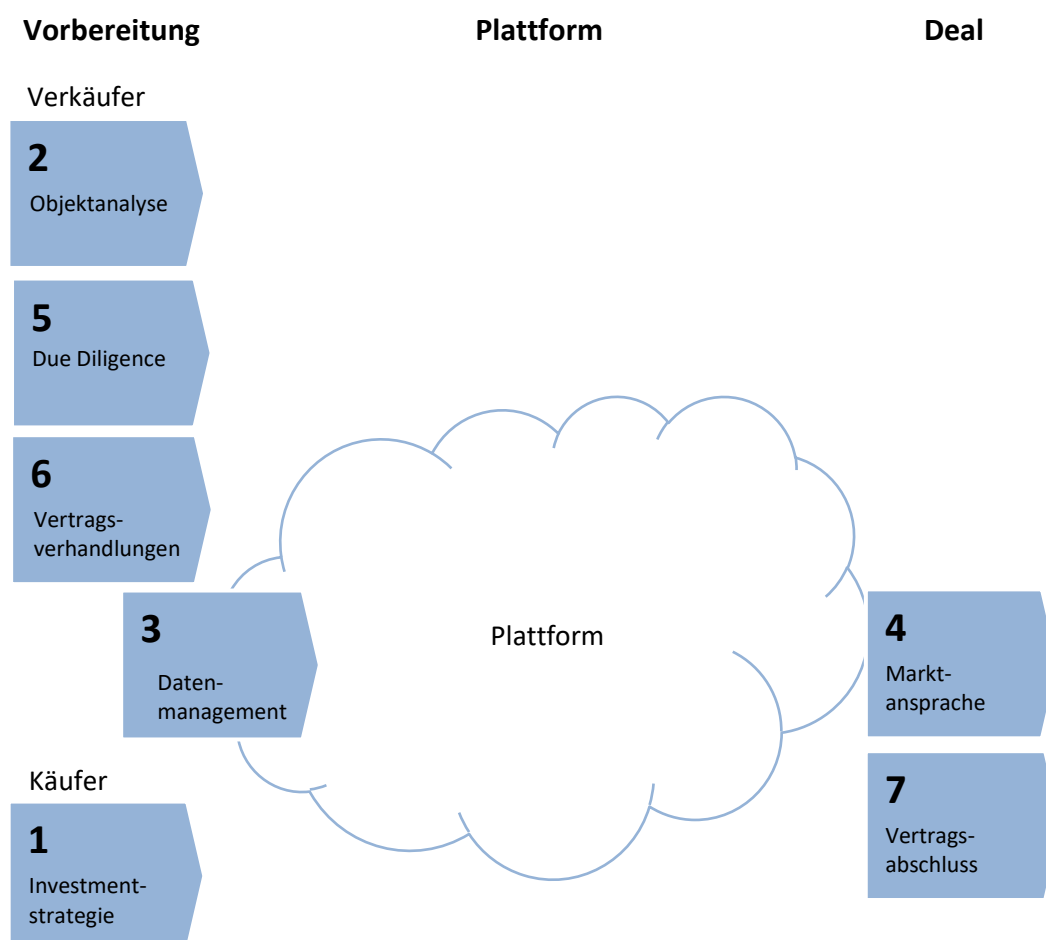 Vorbereitung
Plattform
Deal
Verkäufer
2
Objektanalyse
5
Due Diligence
6
Vertrags-
verhandlungen
3
Daten-
management
Plattform
4
Markt-
ansprache
Käufer
1
Investment-
strategie
7
Vertrags-
abschluss